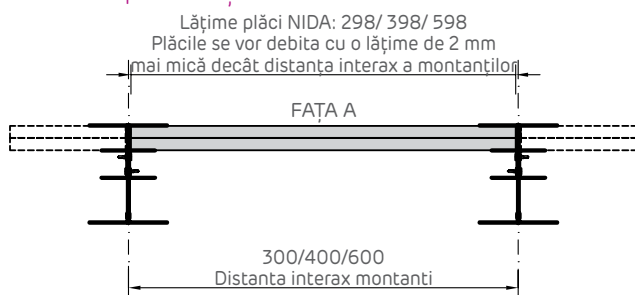 Lățime plăci NIDA: 298/ 398/ 598
Plăcile se vor debita cu o lățime de 2 mm
mai mică decât distanța interax a montanților
FAȚA A
300/400/600
Distanta interax montanti